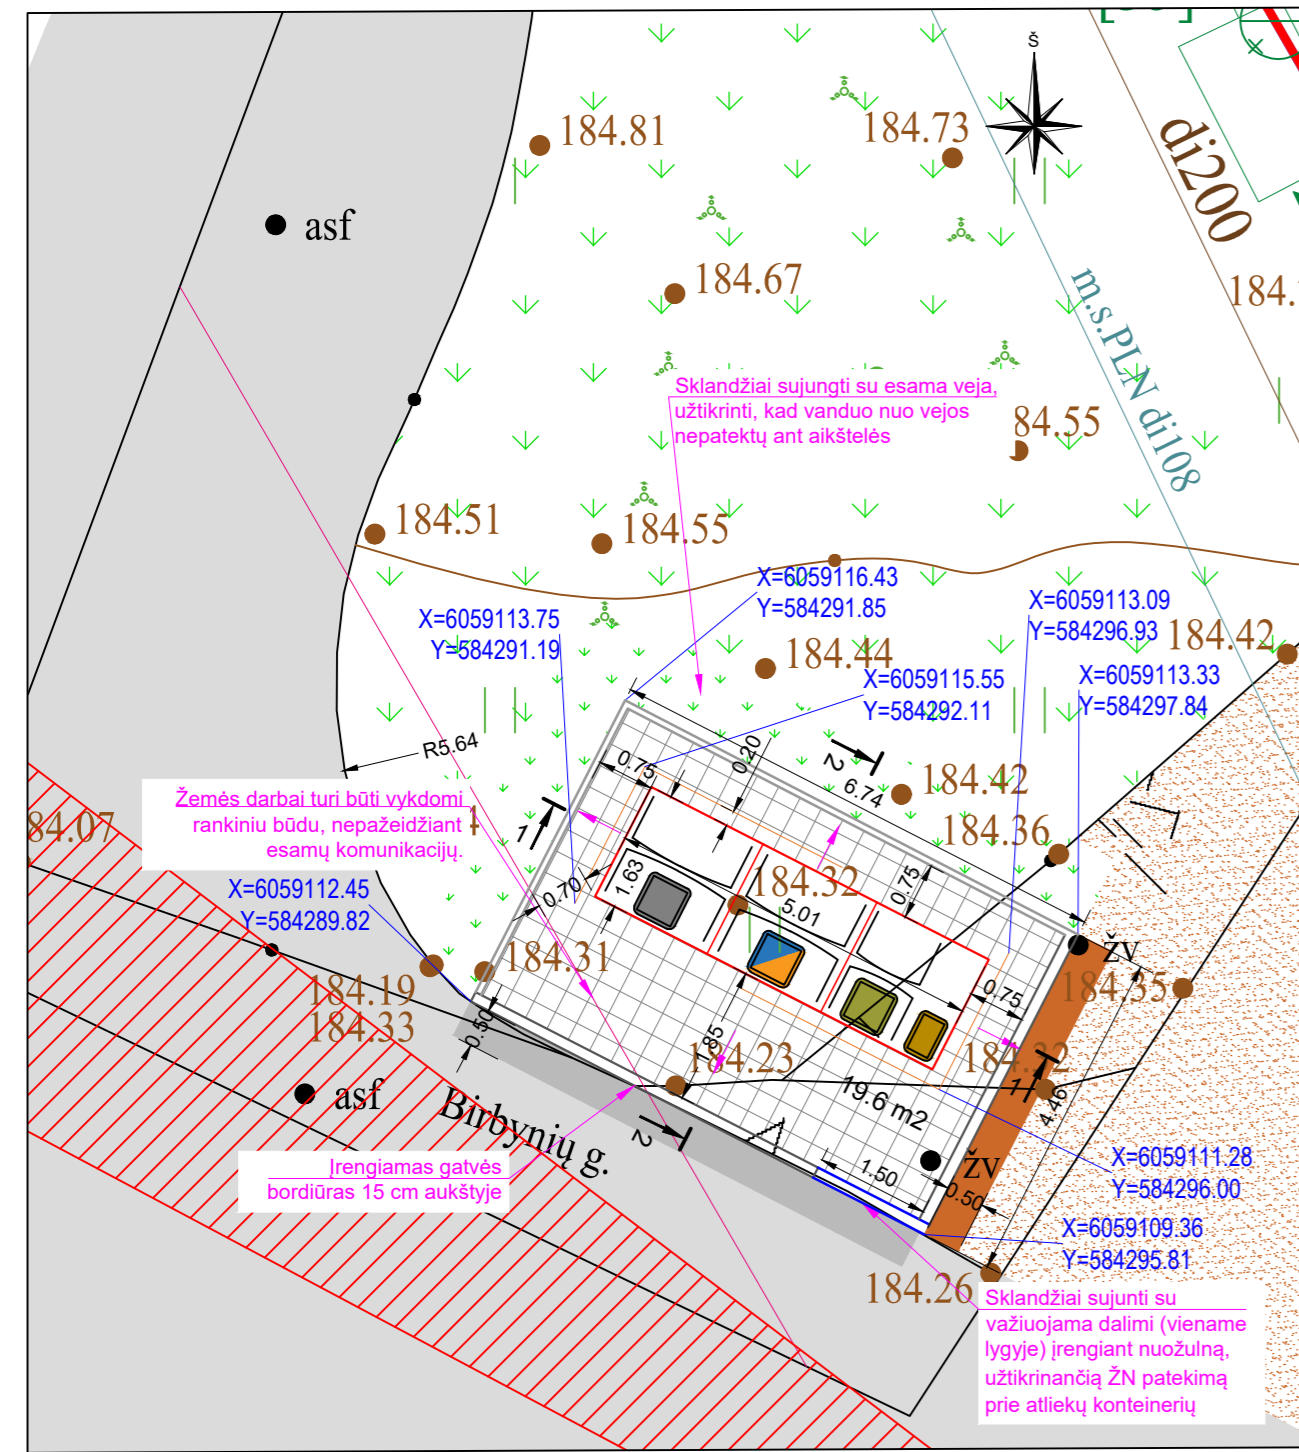 Š
184.81
184.73
di200
asf
184.67
184.
m.s.PLN di108
Sklandžiai sujungti su esama veja,
užtikrinti, kad vanduo nuo vejos
nepatektų ant aikštelės
84.55
184.51
184.55
X=6059116.43
Y=584291.85
X=6059113.75
Y=584291.19
X=6059113.09
Y=584296.93
184.42
184.44
X=6059115.55
Y=584292.11
X=6059113.33
Y=584297.84
R5.64
0.75
0.20
2
6.74
184.42
Žemės darbai turi būti vykdomi
rankiniu būdu, nepažeidžiant
esamų komunikacijų.
84.07
184.36
1
1.63
0.70
184.32
5.01
0.75
X=6059112.45
Y=584289.82
184.31
184.19
184.33
ŽV
184.35
0.75
0.50
1.85
184.23
184.32
1
4.46
19.6 m2
asf
Birbynių g.
2
Įrengiamas gatvės
bordiūras 15 cm aukštyje
1.50
ŽV
0.50
X=6059111.28
Y=584296.00
X=6059109.36
Y=584295.81
184.26
Sklandžiai sujunti su
važiuojama dalimi (viename
lygyje) įrengiant nuožulną,
užtikrinančią ŽN patekimą
prie atliekų konteinerių